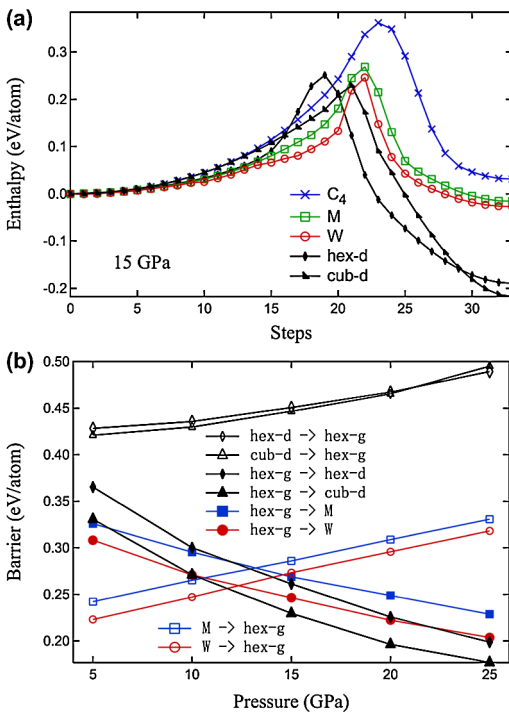 (a)
Enthalpy (eV/atom)
0.3
0.2
0.1
0.0
-0.1
-0.2
C4
M
W
hex-d
cub-d
15 GPa
0 5 10 15 20 25 30
Steps
(b)
Barrier (eV/atom)
0.50
0.45
0.40
0.35
0.30
0.25
0.20
hex-d -> hex-g
cub-d -> hex-g
hex-g -> hex-d
hex-g -> cub-d
hex-g -> M
hex-g -> W
M -> hex-g
W -> hex-g
5 10 15 20 25
Pressure (GPa)